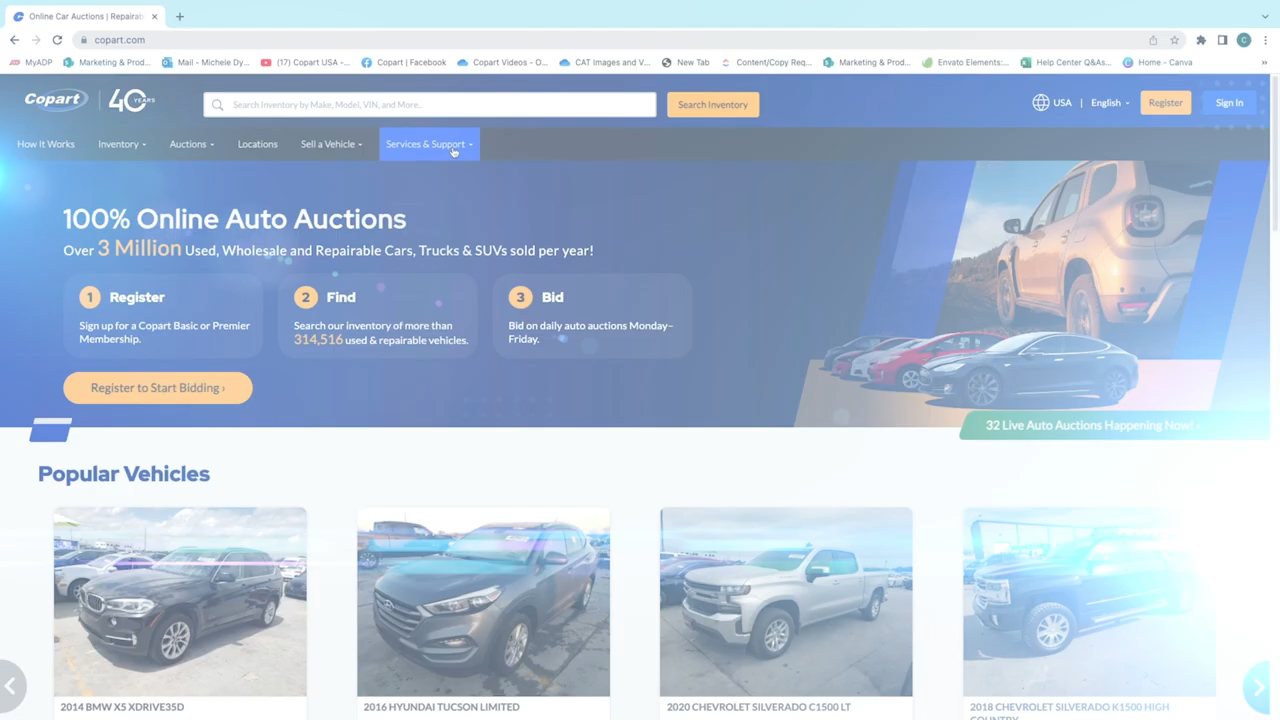 Online Car Auctions | Repairab
copart.com
MyADP
Marketing & Prod...
Mail - Michele Dy...
(17) Copart USA -...
Copart | Facebook
Copart Videos - O...
CAT Images and V...
New Tab
Content/Copy Req...
Marketing & Prod...
Envato Elements:...
Help Center Q&As...
Home - Canva
»
Copart | 40 YEARS
Search Inventory by Make, Model, VIN, and More..
Search Inventory
USA | English
Register
Sign In
How It Works
Inventory
Auctions
Locations
Sell a Vehicle
Services & Support
100% Online Auto Auctions
Over 3 Million Used, Wholesale and Repairable Cars, Trucks & SUVs sold per year!
1 Register
Sign up for a Copart Basic or Premier
Membership.
2 Find
Search our inventory of more than
314,516 used & repairable vehicles.
3 Bid
Bid on daily auto auctions Monday–
Friday.
Register to Start Bidding ›
32 Live Auto Auctions Happening Now! ›
Popular Vehicles
2014 BMW X5 XDRIVE35D
2016 HYUNDAI TUCSON LIMITED
2020 CHEVROLET SILVERADO C1500 LT
2018 CHEVROLET SILVERADO K1500 HIGH
COUNTRY